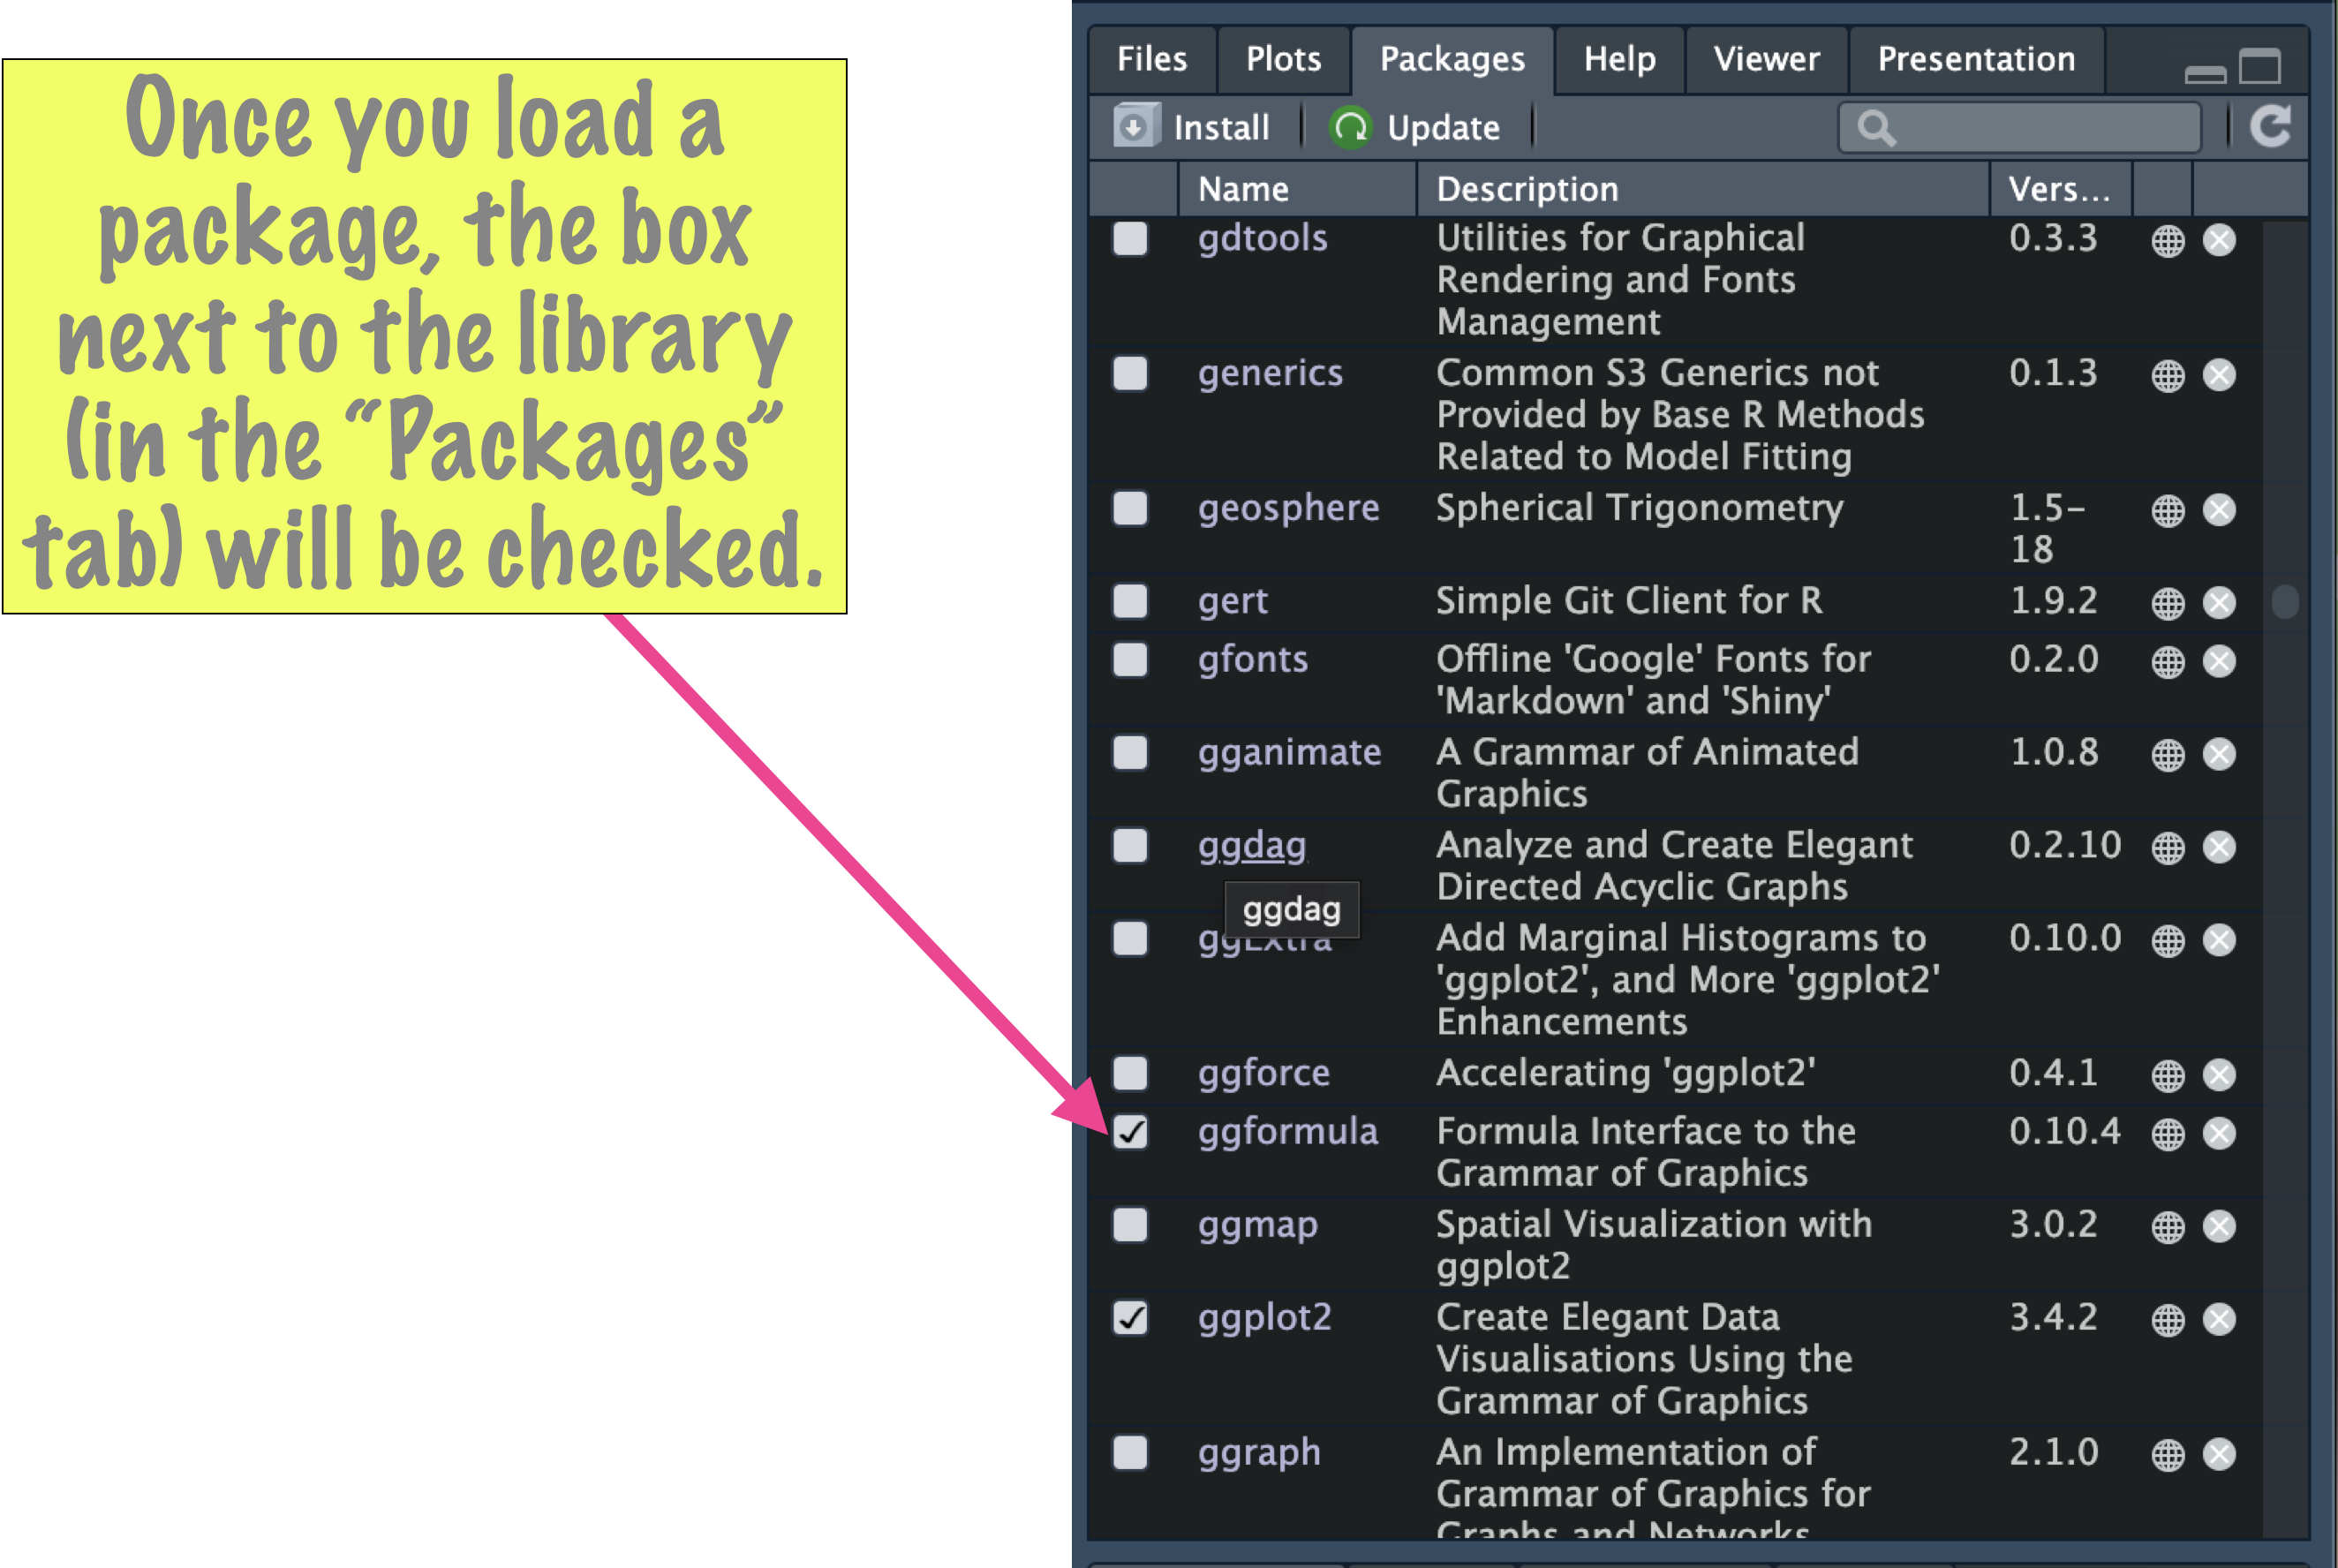 Once you load a
package, the box
next to the library
(in the “Packages”
tab) will be checked.
Files Plots Packages Help Viewer Presentation
Install Update
Name Description Vers...
gdtools Utilities for Graphical 0.3.3
Rendering and Fonts
Management
generics Common S3 Generics not 0.1.3
Provided by Base R Methods
Related to Model Fitting
geosphere Spherical Trigonometry 1.5-
18
gert Simple Git Client for R 1.9.2
gfonts Offline 'Google' Fonts for 0.2.0
'Markdown' and 'Shiny'
gganimate A Grammar of Animated 1.0.8
Graphics
ggdag Analyze and Create Elegant 0.2.10
Directed Acyclic Graphs
ggdag
ggExtra Add Marginal Histograms to 0.10.0
'ggplot2', and More 'ggplot2'
Enhancements
ggforce Accelerating 'ggplot2' 0.4.1
ggformula Formula Interface to the 0.10.4
Grammar of Graphics
ggmap Spatial Visualization with 3.0.2
ggplot2
ggplot2 Create Elegant Data 3.4.2
Visualisations Using the
Grammar of Graphics
ggraph An Implementation of 2.1.0
Grammar of Graphics for
Graphs and Networks